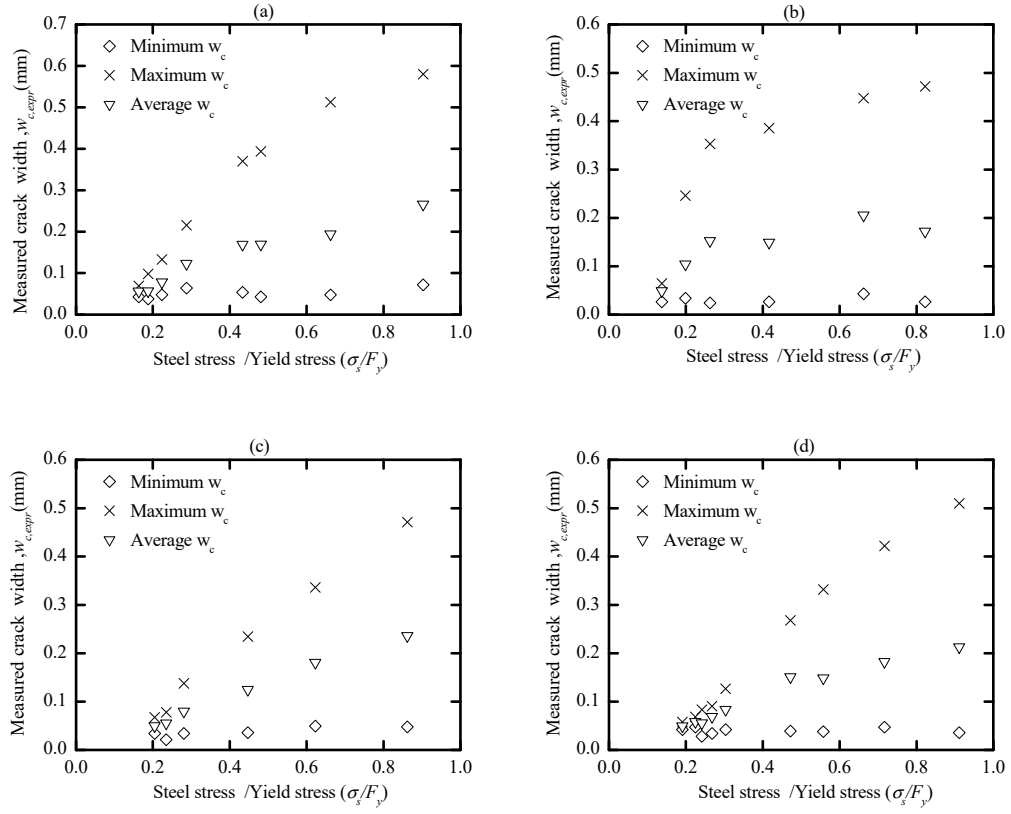 (a)
0.7
0.6
0.5
0.4
0.3
0.2
0.1
0.0
Measured crack width ,w_c,expr(mm)
Minimum w_c
Maximum w_c
Average w_c
0.0 0.2 0.4 0.6 0.8 1.0
Steel stress /Yield stress (σ_s/F_y)
(b)
0.6
0.5
0.4
0.3
0.2
0.1
0.0
Measured crack width ,w_c,expr(mm)
Minimum w_c
Maximum w_c
Average w_c
0.0 0.2 0.4 0.6 0.8 1.0
Steel stress /Yield stress (σ_s/F_y)
(c)
0.6
0.5
0.4
0.3
0.2
0.1
0.0
Measured crack width ,w_c,expr(mm)
Minimum w_c
Maximum w_c
Average w_c
0.0 0.2 0.4 0.6 0.8 1.0
Steel stress /Yield stress (σ_s/F_y)
(d)
0.6
0.5
0.4
0.3
0.2
0.1
0.0
Measured crack width ,w_c,expr(mm)
Minimum w_c
Maximum w_c
Average w_c
0.0 0.2 0.4 0.6 0.8 1.0
Steel stress /Yield stress (σ_s/F_y)